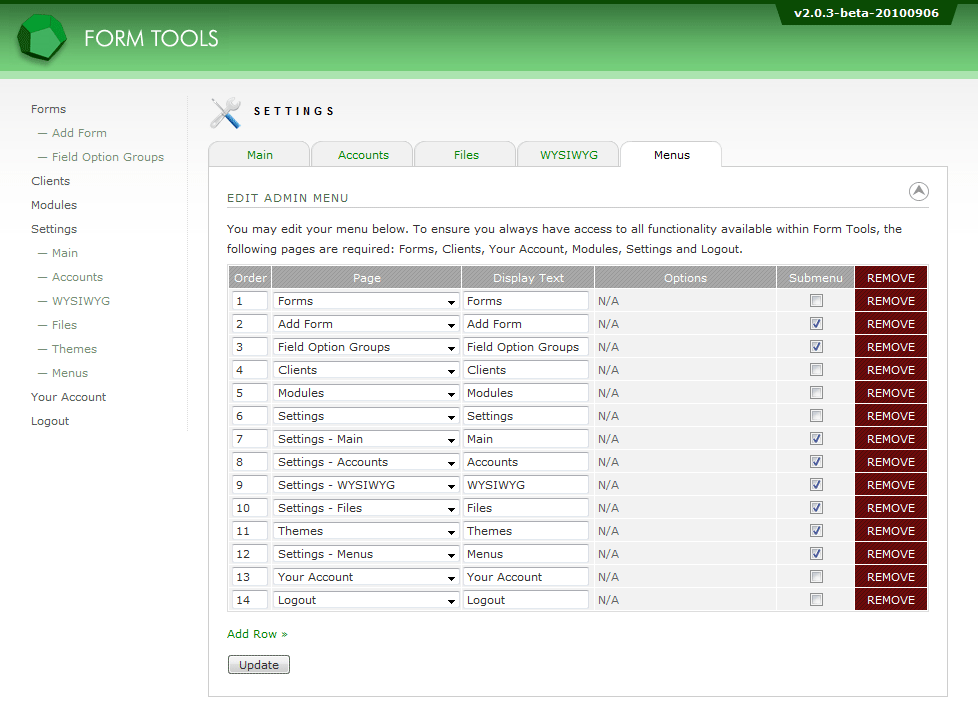 v2.0.3-beta-20100906
FORM TOOLS
Forms
— Add Form
— Field Option Groups
Clients
Modules
Settings
— Main
— Accounts
— WYSIWYG
— Files
— Themes
— Menus
Your Account
Logout
SETTINGS
Main Accounts Files WYSIWYG Menus
EDIT ADMIN MENU
You may edit your menu below. To ensure you always have access to all functionality available within Form Tools, the
following pages are required: Forms, Clients, Your Account, Modules, Settings and Logout.
Order Page Display Text Options Submenu REMOVE
1 Forms Forms N/A REMOVE
2 Add Form Add Form N/A REMOVE
3 Field Option Groups Field Option Groups N/A REMOVE
4 Clients Clients N/A REMOVE
5 Modules Modules N/A REMOVE
6 Settings Settings N/A REMOVE
7 Settings - Main Main N/A REMOVE
8 Settings - Accounts Accounts N/A REMOVE
9 Settings - WYSIWYG WYSIWYG N/A REMOVE
10 Settings - Files Files N/A REMOVE
11 Themes Themes N/A REMOVE
12 Settings - Menus Menus N/A REMOVE
13 Your Account Your Account N/A REMOVE
14 Logout Logout N/A REMOVE
Add Row »
Update